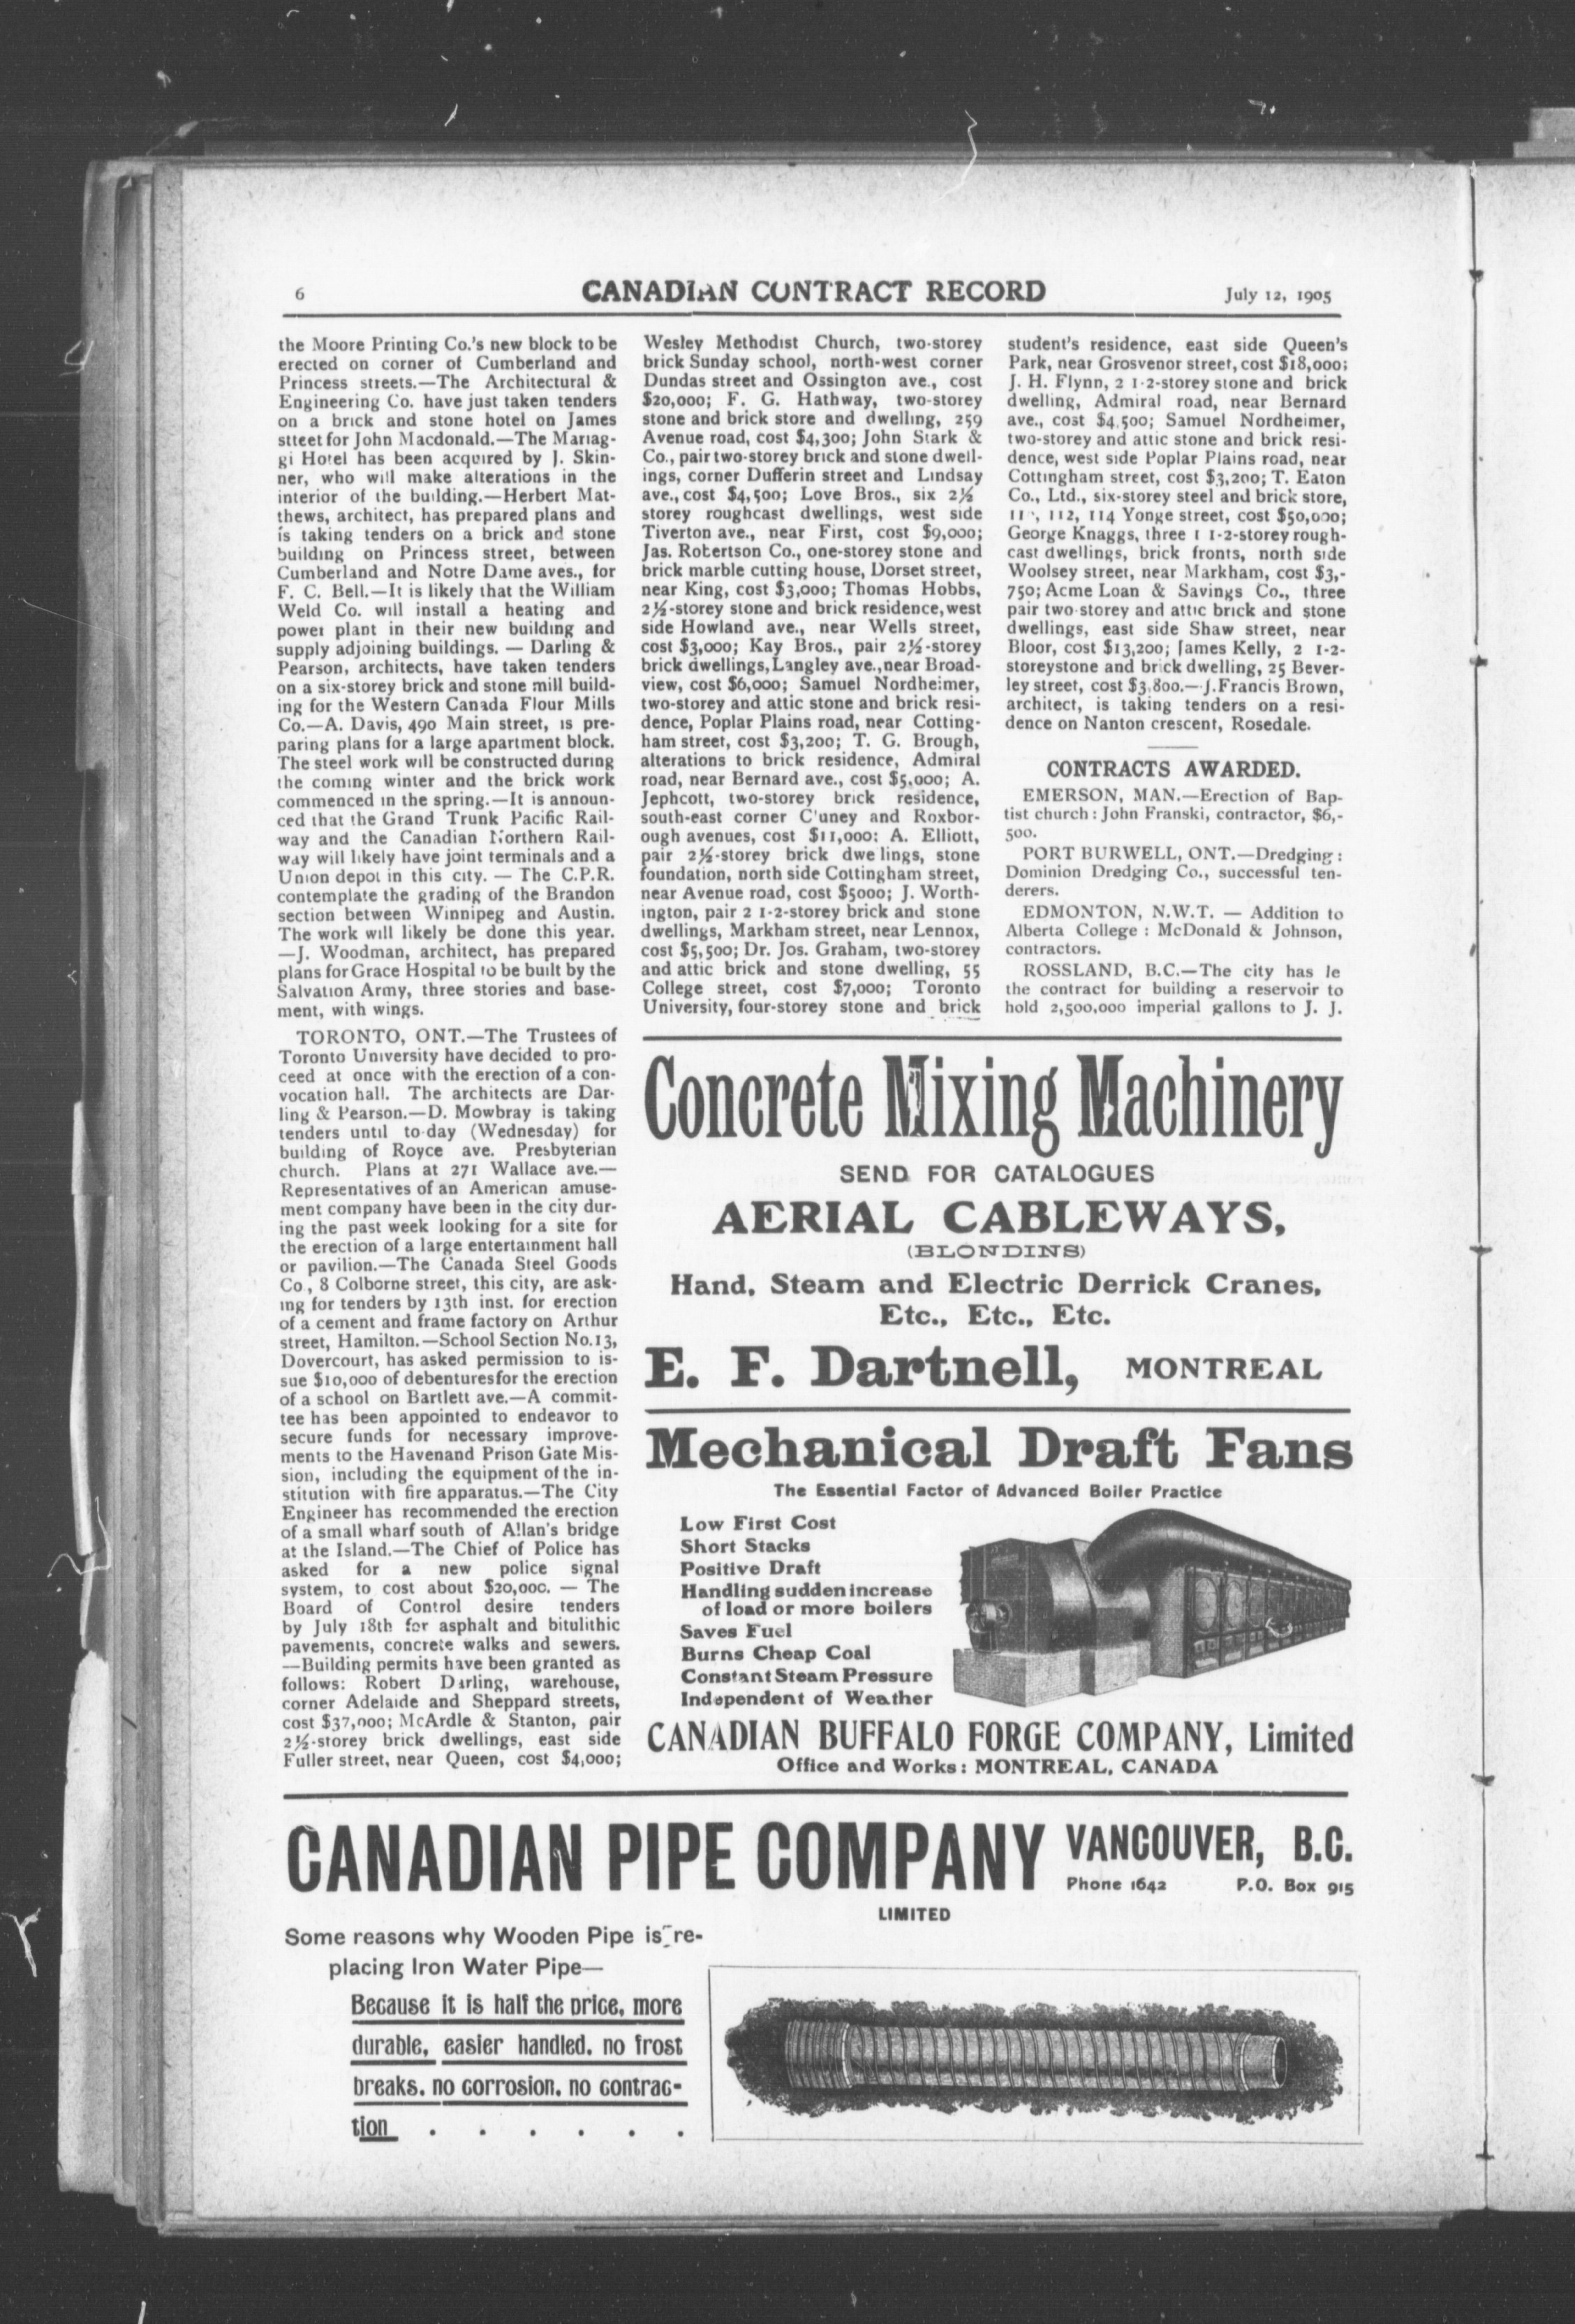 6
CANADIAN CONTRACT RECORD
July 12, 1905
the Moore Printing Co.'s new block to be
erected on corner of Cumberland and
Princess streets.—The Architectural &
Engineering Co. have just taken tenders
on a brick and stone hotel on James
stteet for John Macdonald.—The Mariag-
gi Hotel has been acquired by J. Skin-
ner, who will make alterations in the
interior of the building.—Herbert Mat-
thews, architect, has prepared plans and
is taking tenders on a brick and stone
building on Princess street, between
Cumberland and Notre Dame aves., for
F. C. Bell.—It is likely that the William
Weld Co. will install a heating and
power plant in their new building and
supply adjoining buildings. — Darling &
Pearson, architects, have taken tenders
on a six-storey brick and stone mill build-
ing for the Western Canada Flour Mills
Co.—A. Davis, 490 Main street, is pre-
paring plans for a large apartment block.
The steel work will be constructed during
the coming winter and the brick work
commenced in the spring.—It is announ-
ced that the Grand Trunk Pacific Rail-
way and the Canadian Northern Rail-
way will likely have joint terminals and a
Union depot in this city. — The C.P.R.
contemplate the grading of the Brandon
section between Winnipeg and Austin.
The work will likely be done this year.
—J. Woodman, architect, has prepared
plans for Grace Hospital to be built by the
Salvation Army, three stories and base-
ment, with wings.
TORONTO, ONT.—The Trustees of
Toronto University have decided to pro-
ceed at once with the erection of a con-
vocation hall. The architects are Dar-
ling & Pearson.—D. Mowbray is taking
tenders until to-day (Wednesday) for
building of Royce ave. Presbyterian
church. Plans at 271 Wallace ave.—
Representatives of an American amuse-
ment company have been in the city dur-
ing the past week looking for a site for
the erection of a large entertainment hall
or pavilion.—The Canada Steel Goods
Co, 8 Colborne street, this city, are ask-
ing for tenders by 13th inst. for erection
of a cement and frame factory on Arthur
street, Hamilton.—School Section No.13,
Dovercourt, has asked permission to is-
sue $10,000 of debentures for the erection
of a school on Bartlett ave.—A commit-
tee has been appointed to endeavor to
secure funds for necessary improve-
ments to the Havenand Prison Gate Mis-
sion, including the equipment of the in-
stitution with fire apparatus.—The City
Engineer has recommended the erection
of a small wharf south of Allan's bridge
at the Island.—The Chief of Police has
asked for a new police signal
system, to cost about $20,000. — The
Board of Control desire tenders
by July 18th for asphalt and bitulithic
pavements, concrete walks and sewers.
—Building permits have been granted as
follows: Robert Darling, warehouse,
corner Adelaide and Sheppard streets,
cost $37,000; McArdle & Stanton, pair
2½-storey brick dwellings, east side
Fuller street, near Queen, cost $4,000;
Wesley Methodist Church, two-storey
brick Sunday school, north-west corner
Dundas street and Ossington ave., cost
$20,000; F. G. Hathway, two-storey
stone and brick store and dwelling, 259
Avenue road, cost $4,300; John Stark &
Co., pair two-storey brick and stone dwell-
ings, corner Dufferin street and Lindsay
ave., cost $4,500; Love Bros., six 2½
storey roughcast dwellings, west side
Tiverton ave., near First, cost $9,000;
Jas. Robertson Co., one-storey stone and
brick marble cutting house, Dorset street,
near King, cost $3,000; Thomas Hobbs,
2½-storey stone and brick residence, west
side Howland ave., near Wells street,
cost $3,000; Kay Bros., pair 2½-storey
brick dwellings, Langley ave., near Broad-
view, cost $6,000; Samuel Nordheimer,
two-storey and attic stone and brick resi-
dence, Poplar Plains road, near Cotting-
ham street, cost $3,200; T. G. Brough,
alterations to brick residence, Admiral
road, near Bernard ave., cost $5,000; A.
Jephcott, two-storey brick residence,
south-east corner C'uney and Roxbor-
ough avenues, cost $11,000: A. Elliott,
pair 2½-storey brick dwe lings, stone
foundation, north side Cottingham street,
near Avenue road, cost $5000; J. Worth-
ington, pair 2 1-2-storey brick and stone
dwellings, Markham street, near Lennox,
cost $5,500; Dr. Jos. Graham, two-storey
and attic brick and stone dwelling, 55
College street, cost $7,000; Toronto
University, four-storey stone and brick
student's residence, east side Queen's
Park, near Grosvenor street, cost $18,000;
J. H. Flynn, 2 1-2-storey stone and brick
dwelling, Admiral road, near Bernard
ave., cost $4,500; Samuel Nordheimer,
two-storey and attic stone and brick resi-
dence, west side Poplar Plains road, near
Cottingham street, cost $3,200; T. Eaton
Co., Ltd., six-storey steel and brick store,
112, 114 Yonge street, cost $50,000;
George Knaggs, three 1 1-2-storey rough-
cast dwellings, brick fronts, north side
Woolsey street, near Markham, cost $3,-
750; Acme Loan & Savings Co., three
pair two-storey and attic brick and stone
dwellings, east side Shaw street, near
Bloor, cost $13,200; James Kelly, 2 1-2-
storeystone and brick dwelling, 25 Bever-
ley street, cost $3,800.—J. Francis Brown,
architect, is taking tenders on a resi-
dence on Nanton crescent, Rosedale.
CONTRACTS AWARDED.
EMERSON, MAN.—Erection of Bap-
tist church : John Franski, contractor, $6,-
500.
PORT BURWELL, ONT.—Dredging :
Dominion Dredging Co., successful ten-
derers.
EDMONTON, N.W.T. — Addition to
Alberta College : McDonald & Johnson,
contractors.
ROSSLAND, B.C.—The city has le
the contract for building a reservoir to
hold 2,500,000 imperial gallons to J. J.
Concrete Mixing Machinery
SEND FOR CATALOGUES
AERIAL CABLEWAYS,
(BLONDINS)
Hand, Steam and Electric Derrick Cranes,
Etc., Etc., Etc.
E. F. Dartnell, MONTREAL
Mechanical Draft Fans
The Essential Factor of Advanced Boiler Practice
Low First Cost
Short Stacks
Positive Draft
Handling sudden increase
of load or more boilers
Saves Fuel
Burns Cheap Coal
Constant Steam Pressure
Independent of Weather
CANADIAN BUFFALO FORGE COMPANY, Limited
Office and Works: MONTREAL, CANADA
CANADIAN PIPE COMPANY
LIMITED
VANCOUVER, B.C.
Phone 1642 P.O. Box 915
Some reasons why Wooden Pipe is re-
placing Iron Water Pipe—
Because it is half the price, more
durable, easier handled, no frost
breaks, no corrosion, no contrac-
tion . . . . . .